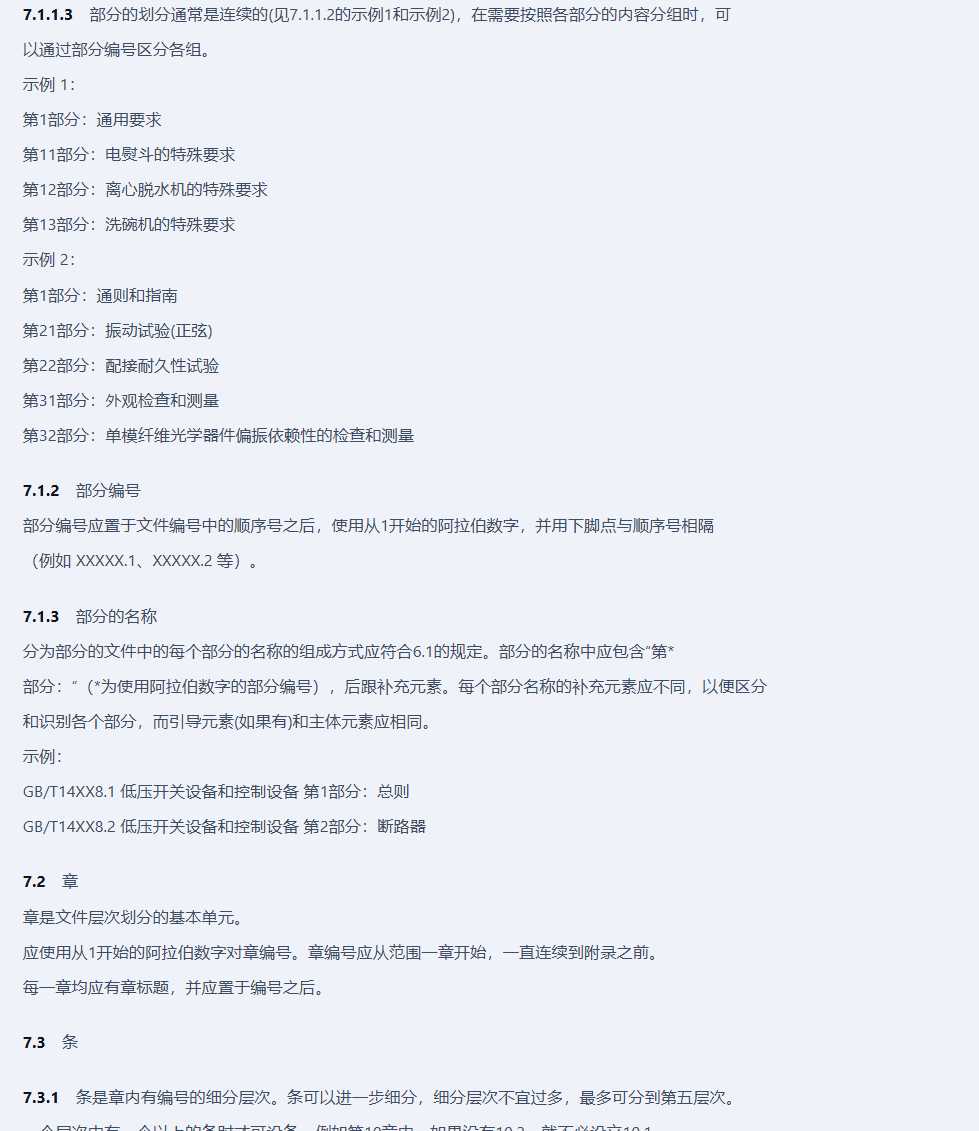 7.1.1.3 部分的划分通常是连续的(见7.1.1.2的示例1和示例2)，在需要按照各部分的内容分组时，可
以通过部分编号区分各组。
示例 1：
第1部分：通用要求
第11部分：电熨斗的特殊要求
第12部分：离心脱水机的特殊要求
第13部分：洗碗机的特殊要求
示例 2：
第1部分：通则和指南
第21部分：振动试验(正弦)
第22部分：配接耐久性试验
第31部分：外观检查和测量
第32部分：单模纤维光学器件偏振依赖性的检查和测量
7.1.2 部分编号
部分编号应置于文件编号中的顺序号之后，使用从1开始的阿拉伯数字，并用下脚点与顺序号相隔
（例如 XXXXX.1、XXXXX.2 等）。
7.1.3 部分的名称
分为部分的文件中的每个部分的名称的组成方式应符合6.1的规定。部分的名称中应包含“第*
部分：“（*为使用阿拉伯数字的部分编号），后跟补充元素。每个部分名称的补充元素应不同，以便区分
和识别各个部分，而引导元素(如果有)和主体元素应相同。
示例：
GB/T14XX8.1 低压开关设备和控制设备 第1部分：总则
GB/T14XX8.2 低压开关设备和控制设备 第2部分：断路器
7.2 章
章是文件层次划分的基本单元。
应使用从1开始的阿拉伯数字对章编号。章编号应从范围一章开始，一直连续到附录之前。
每一章均应有章标题，并应置于编号之后。
7.3 条
7.3.1 条是章内有编号的细分层次。条可以进一步细分，细分层次不宜过多，最多可分到第五层次。